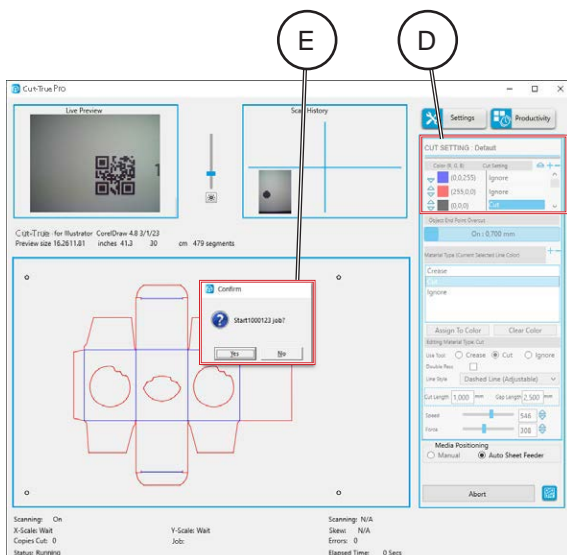 E
D
Cut-True Pro
Live Preview
Scan History
Settings
Productivity
CUT SETTING : Default
Color (R, G, B) Cut Setting
(0,0,255) Ignore
(255,0,0) Ignore
(0,0,0) Cut
Object End Point Overcut
On : 0,700 mm
Cut-True : for Illustrator CorelDraw 4.8 3/1/23
Preview size 16.2611.81 inches 41.3 30 cm 479 segments
Material Type (Current Selected Line Color)
Crease
Cut
Ignore
Confirm
Start1000123 job?
Yes No
Assign To Color Clear Color
Editing Material Type: Cut
Use Tool: Crease Cut Ignore
Double Pass
Line Style Dashed Line (Adjustable)
Cut Length 1,000 mm Gap Length 2,500 mm
Speed 546
Force 308
Media Positioning
Manual Auto Sheet Feeder
Abort
Scanning: On Scanning: N/A
X-Scale: Wait Y-Scale: Wait Skew: N/A
Copies Cut: 0 Job: Errors: 0
Status: Running Elapsed Time: 0 Secs